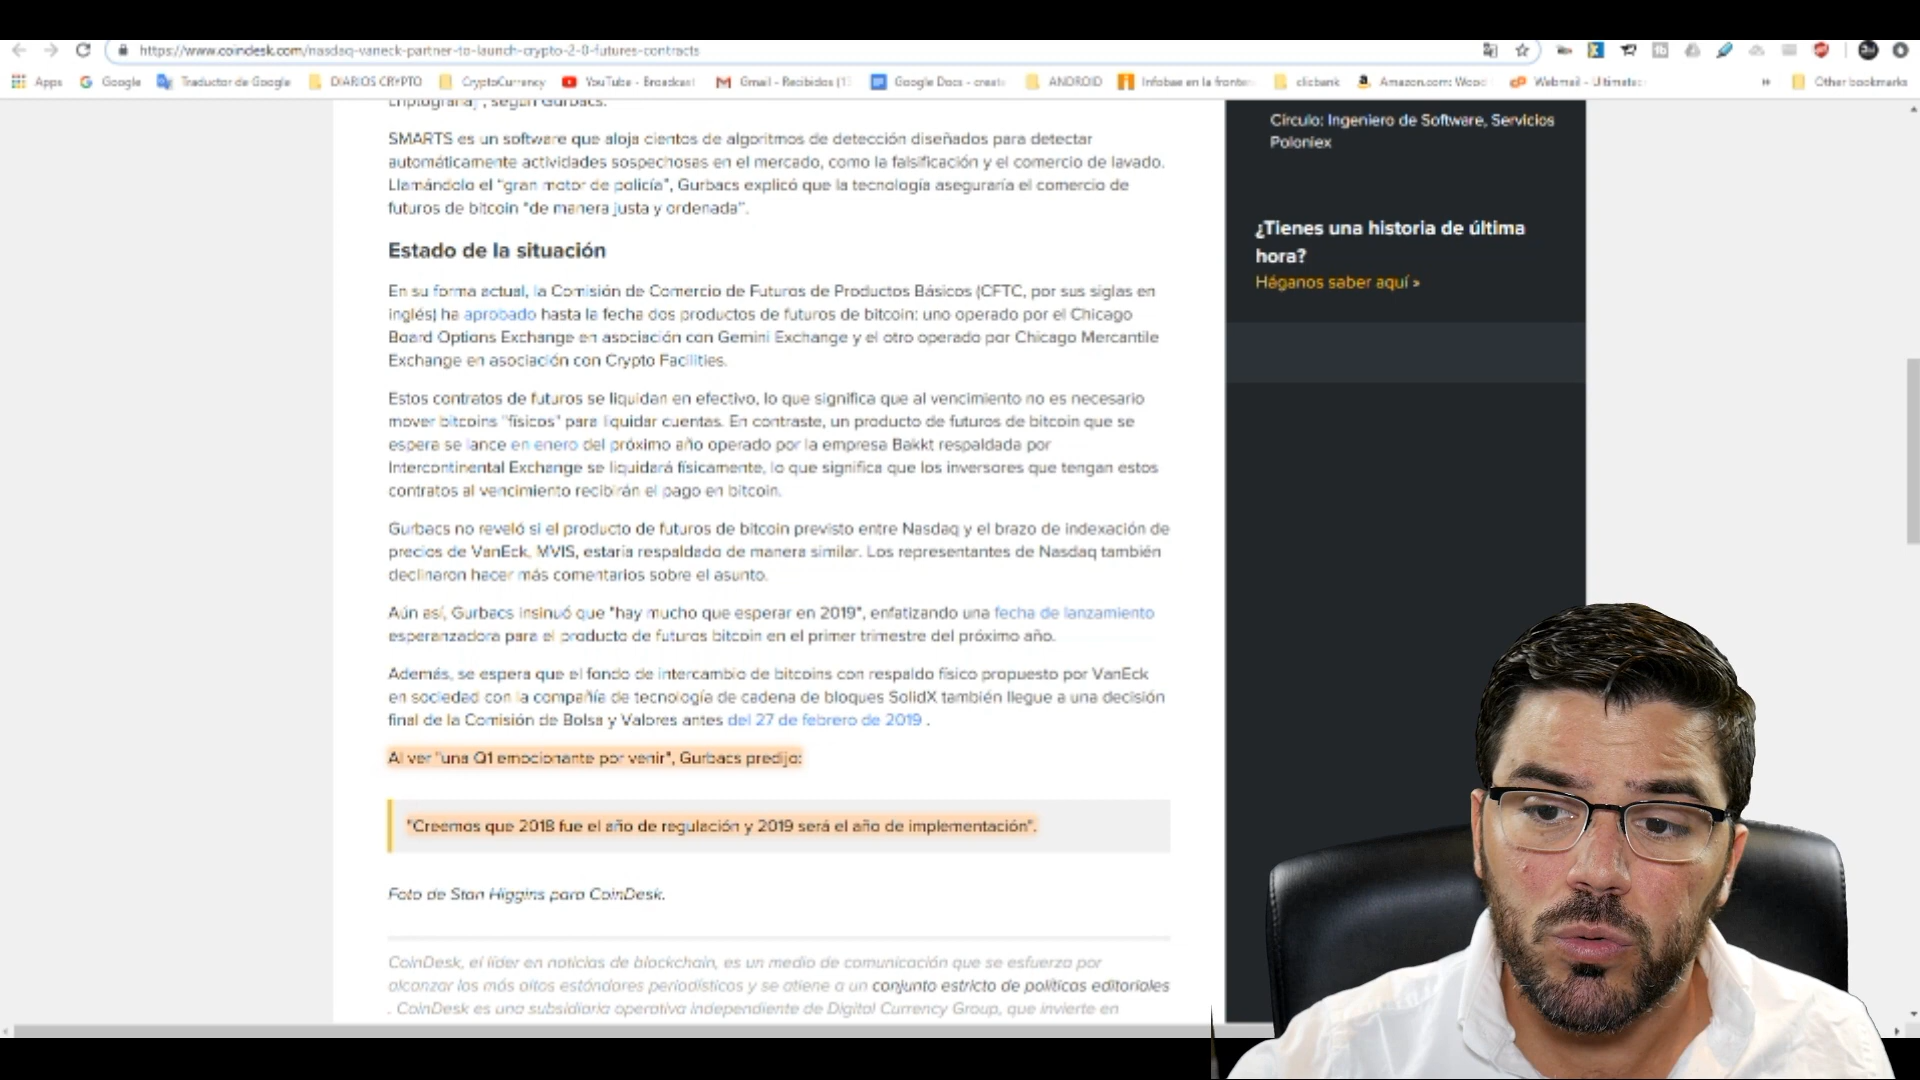 https://www.coindesk.com/nasdaq-vaneck-partner-to-launch-crypto-2-0-futures-contracts
Apps Google Traductor de Google DIARIOS CRYPTO CryptoCurrency YouTube - Broadcast Gmail - Recibidos (1 Google Docs - create ANDROID Infobae en la fronter clicbank Amazon.com: Wooc Webmail - Ultimate » Other bookmarks
criptografía", según Gurbacs.
SMARTS es un software que aloja cientos de algoritmos de detección diseñados para detectar
automáticamente actividades sospechosas en el mercado, como la falsificación y el comercio de lavado.
Llamándolo el "gran motor de policía", Gurbacs explicó que la tecnología aseguraría el comercio de
futuros de bitcoin "de manera justa y ordenada".
Estado de la situación
En su forma actual, la Comisión de Comercio de Futuros de Productos Básicos (CFTC, por sus siglas en
inglés) ha aprobado hasta la fecha dos productos de futuros de bitcoin: uno operado por el Chicago
Board Options Exchange en asociación con Gemini Exchange y el otro operado por Chicago Mercantile
Exchange en asociación con Crypto Facilities.
Estos contratos de futuros se liquidan en efectivo, lo que significa que al vencimiento no es necesario
mover bitcoins "físicos" para liquidar cuentas. En contraste, un producto de futuros de bitcoin que se
espera se lance en enero del próximo año operado por la empresa Bakkt respaldada por
Intercontinental Exchange se liquidará físicamente, lo que significa que los inversores que tengan estos
contratos al vencimiento recibirán el pago en bitcoin.
Gurbacs no reveló si el producto de futuros de bitcoin previsto entre Nasdaq y el brazo de indexación de
precios de VanEck, MVIS, estaría respaldado de manera similar. Los representantes de Nasdaq también
declinaron hacer más comentarios sobre el asunto.
Aún así, Gurbacs insinuó que "hay mucho que esperar en 2019", enfatizando una fecha de lanzamiento
esperanzadora para el producto de futuros bitcoin en el primer trimestre del próximo año.
Además, se espera que el fondo de intercambio de bitcoins con respaldo físico propuesto por VanEck
en sociedad con la compañía de tecnología de cadena de bloques SolidX también llegue a una decisión
final de la Comisión de Bolsa y Valores antes del 27 de febrero de 2019 .
Al ver "una Q1 emocionante por venir", Gurbacs predijo:
"Creemos que 2018 fue el año de regulación y 2019 será el año de implementación".
Foto de Stan Higgins para CoinDesk.
CoinDesk, el líder en noticias de blockchain, es un medio de comunicación que se esfuerza por
alcanzar los más altos estándares periodísticos y se atiene a un conjunto estricto de políticas editoriales
. CoinDesk es una subsidiaria operativa independiente de Digital Currency Group, que invierte en
Círculo: Ingeniero de Software, Servicios
Poloniex
¿Tienes una historia de última
hora?
Háganos saber aquí »